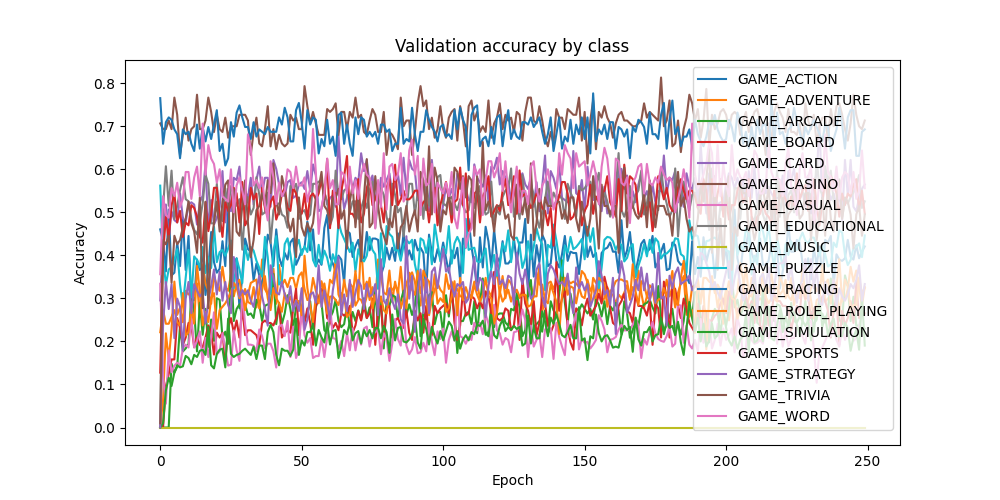 Validation accuracy by class
Accuracy
0.8
0.7
0.6
0.5
0.4
0.3
0.2
0.1
0.0
GAME_ACTION
GAME_ADVENTURE
GAME_ARCADE
GAME_BOARD
GAME_CARD
GAME_CASINO
GAME_CASUAL
GAME_EDUCATIONAL
GAME_MUSIC
GAME_PUZZLE
GAME_RACING
GAME_ROLE_PLAYING
GAME_SIMULATION
GAME_SPORTS
GAME_STRATEGY
GAME_TRIVIA
GAME_WORD
0 50 100 150 200 250
Epoch